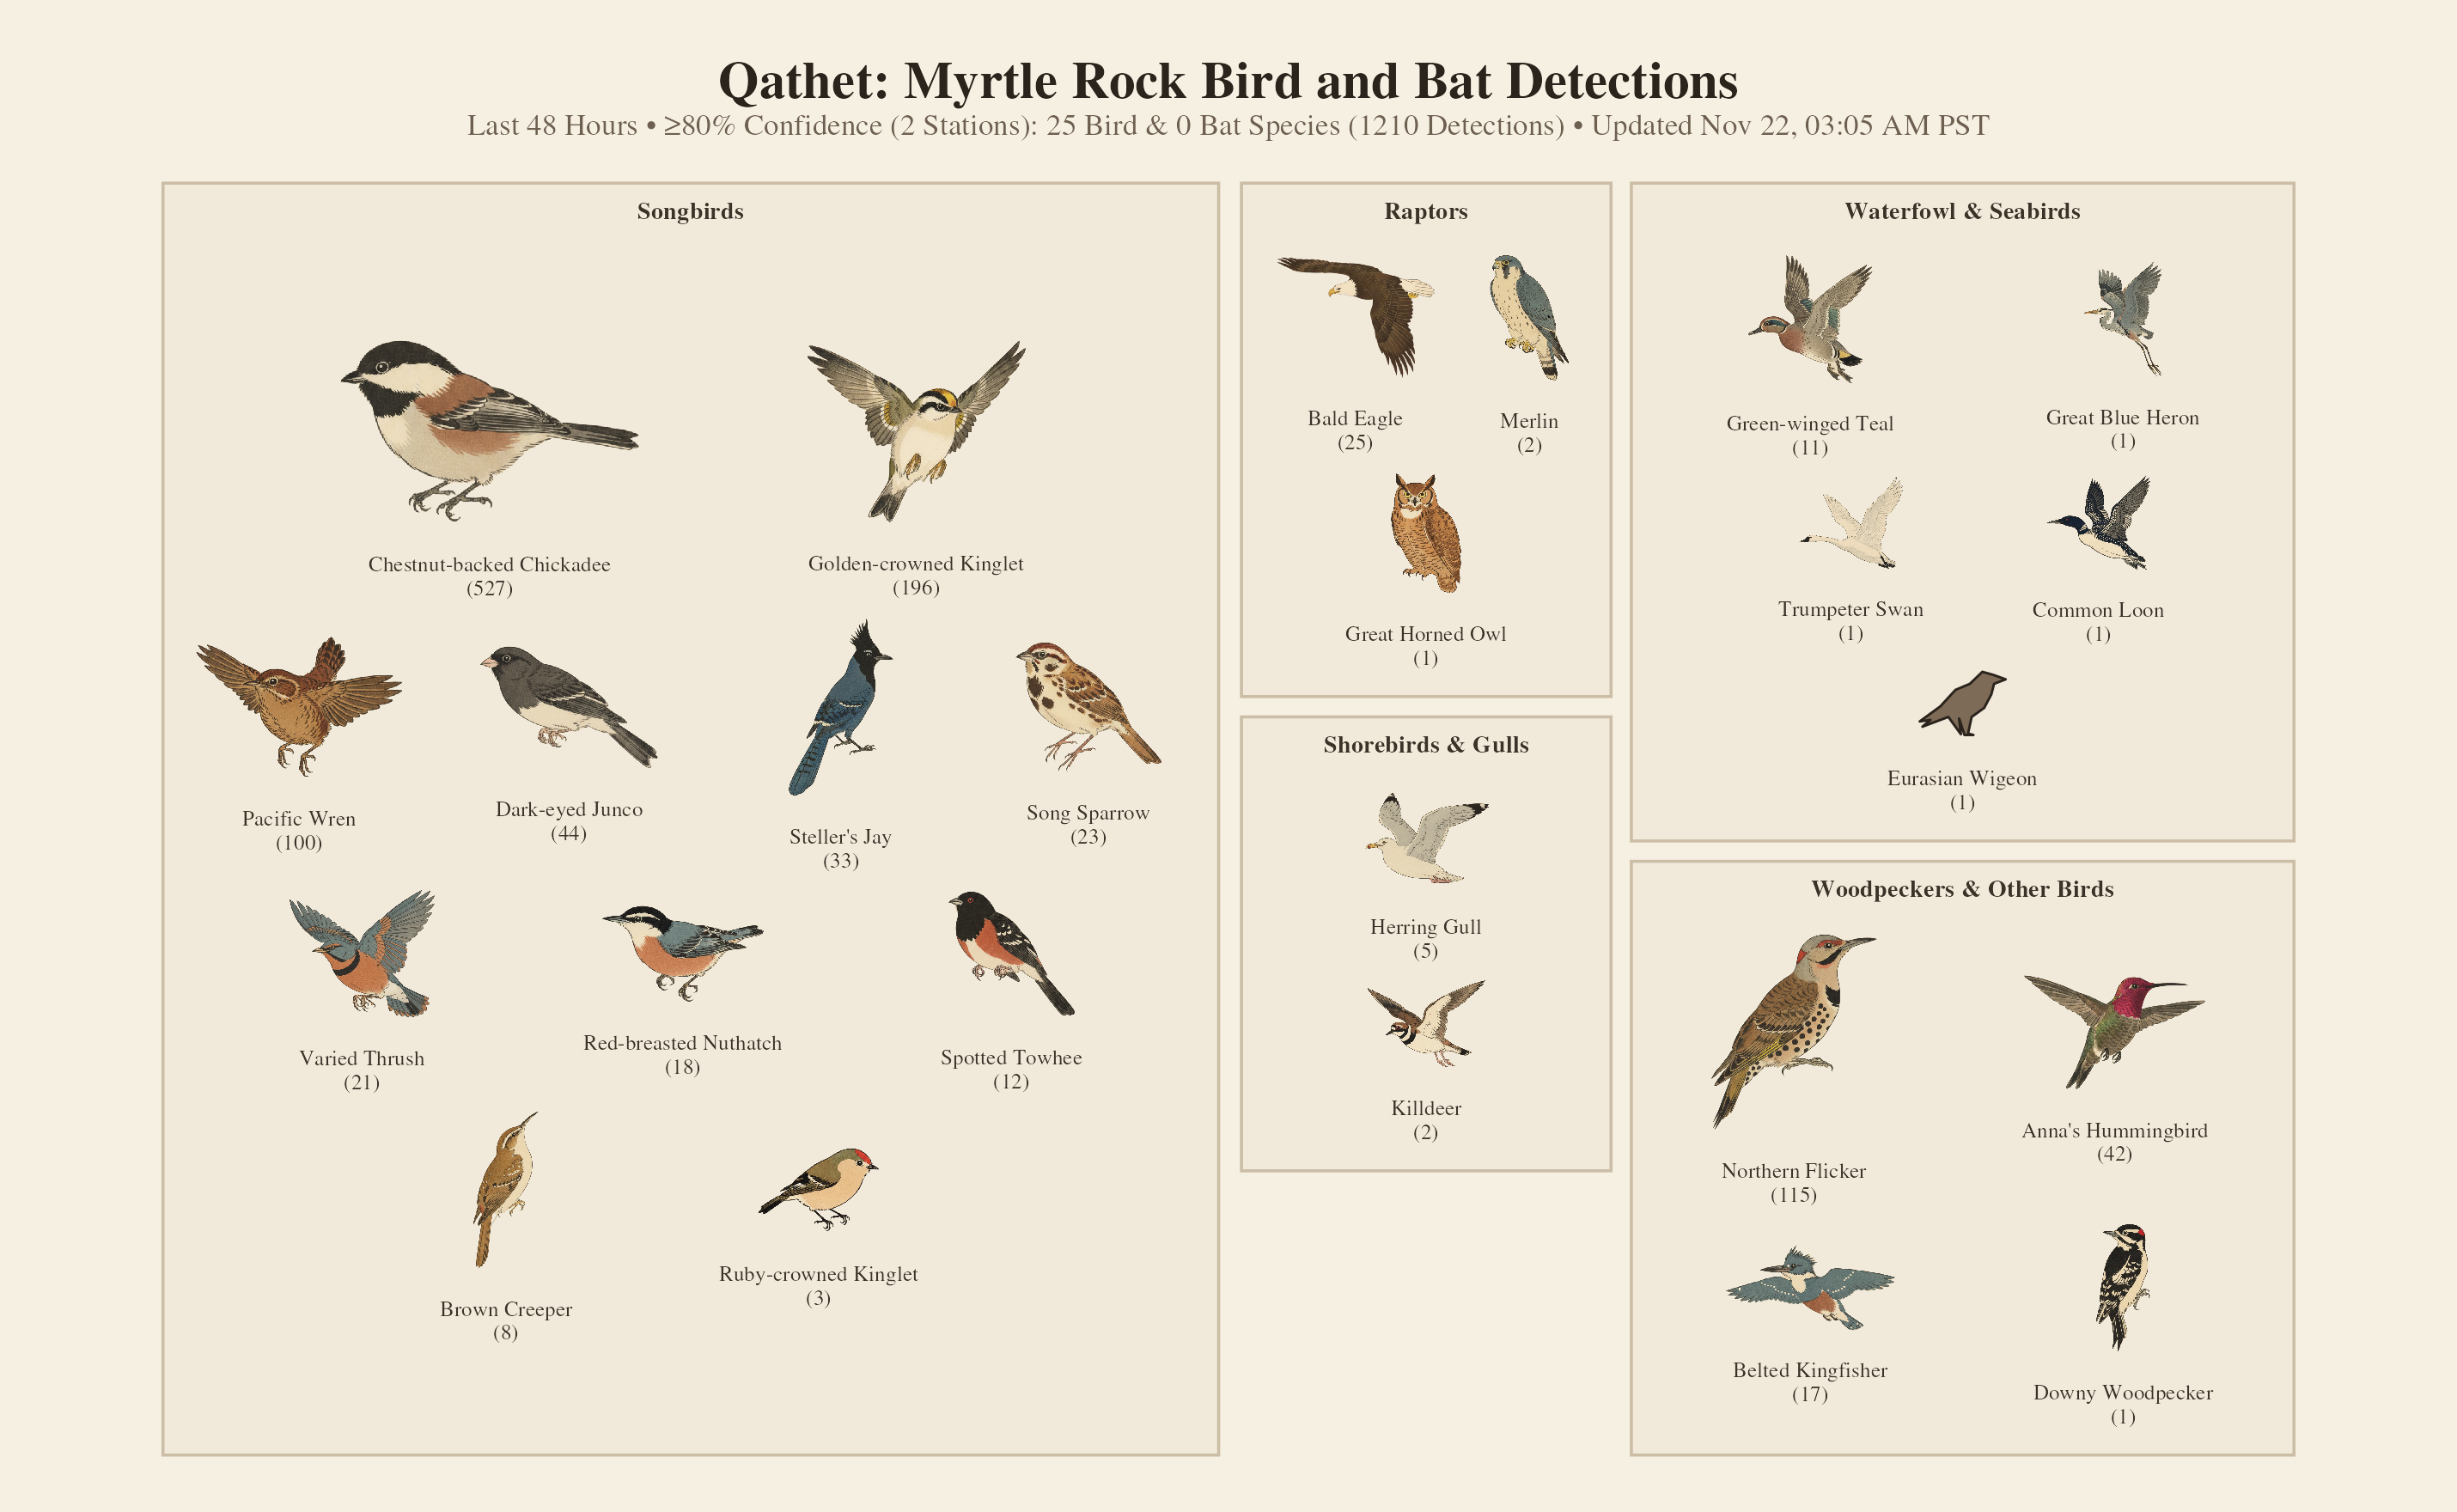 Qathet: Myrtle Rock Bird and Bat Detections
Last 48 Hours • ≥80% Confidence (2 Stations): 25 Bird & 0 Bat Species (1210 Detections) • Updated Nov 22, 03:05 AM PST
Songbirds
Chestnut-backed Chickadee
(527)
Golden-crowned Kinglet
(196)
Pacific Wren
(100)
Dark-eyed Junco
(44)
Steller's Jay
(33)
Song Sparrow
(23)
Varied Thrush
(21)
Red-breasted Nuthatch
(18)
Spotted Towhee
(12)
Brown Creeper
(8)
Ruby-crowned Kinglet
(3)
Raptors
Bald Eagle
(25)
Merlin
(2)
Great Horned Owl
(1)
Shorebirds & Gulls
Herring Gull
(5)
Killdeer
(2)
Waterfowl & Seabirds
Green-winged Teal
(11)
Great Blue Heron
(1)
Trumpeter Swan
(1)
Common Loon
(1)
Eurasian Wigeon
(1)
Woodpeckers & Other Birds
Northern Flicker
(115)
Anna's Hummingbird
(42)
Belted Kingfisher
(17)
Downy Woodpecker
(1)